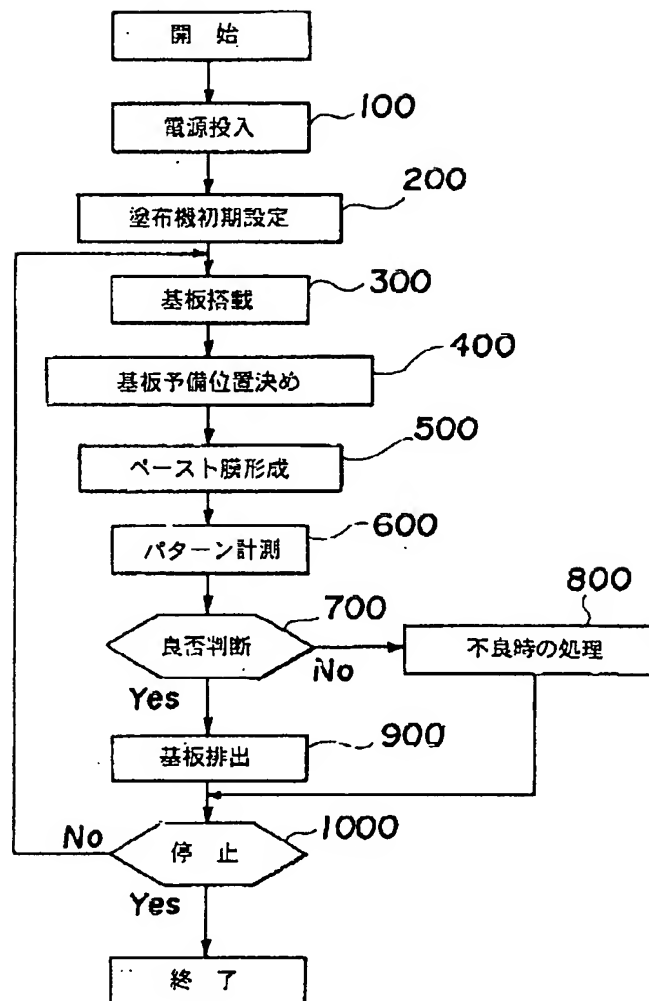 開 始
電源投入
100
塗布機初期設定
200
基板搭載
300
基板予備位置決め
400
ペースト膜形成
500
パターン計測
600
良否判断
700
No
Yes
不良時の処理
800
基板排出
900
停 止
1000
No
Yes
終 了